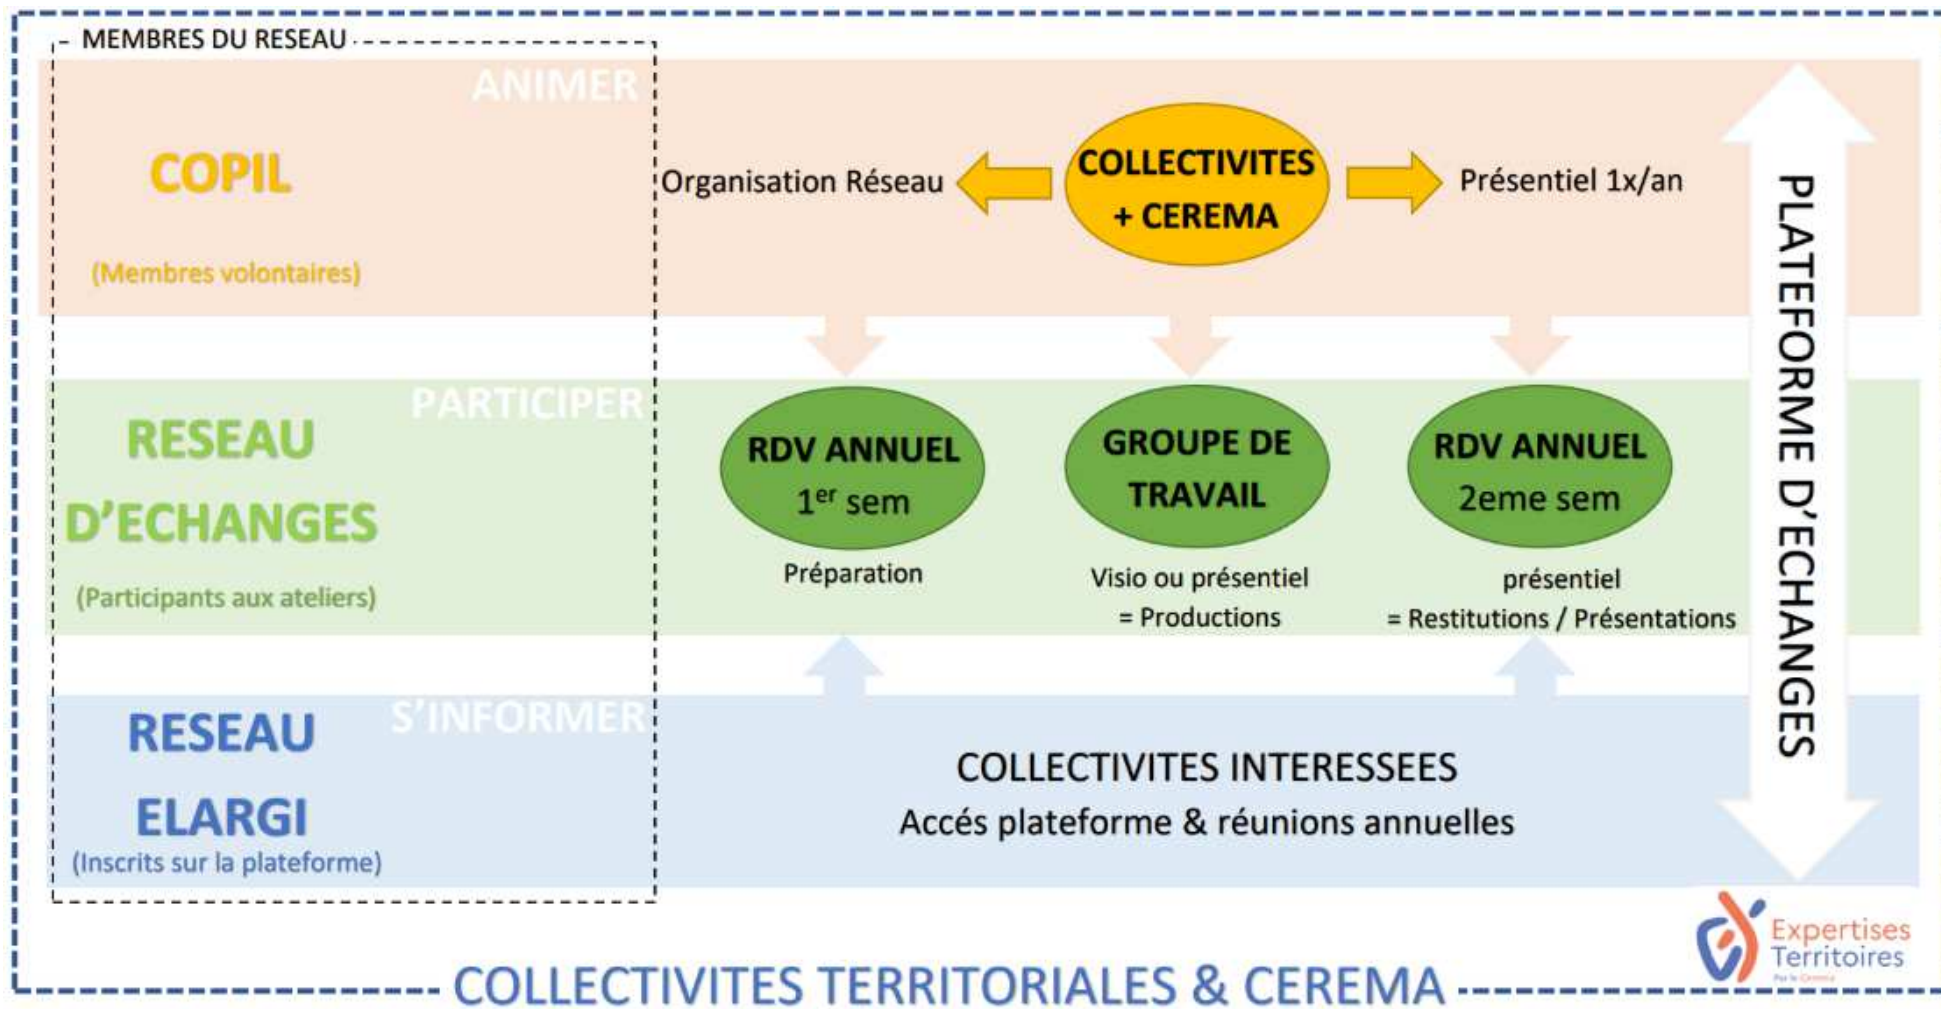 MEMBRES DU RESEAU
ANIMER
COPIL
(Membres volontaires)
Organisation Réseau
COLLECTIVITES
+ CEREMA
Présentiel 1x/an
PARTICIPER
RESEAU
D'ECHANGES
(Participants aux ateliers)
RDV ANNUEL
1er sem
Préparation
GROUPE DE
TRAVAIL
Visio ou présentiel
= Productions
RDV ANNUEL
2eme sem
présentiel
= Restitutions / Présentations
S'INFORMER
RESEAU
ELARGI
(Inscrits sur la plateforme)
COLLECTIVITES INTERESSEES
Accés plateforme & réunions annuelles
PLATEFORME D'ECHANGES
Expertises
Territoires
Par le Cerema
COLLECTIVITES TERRITORIALES & CEREMA